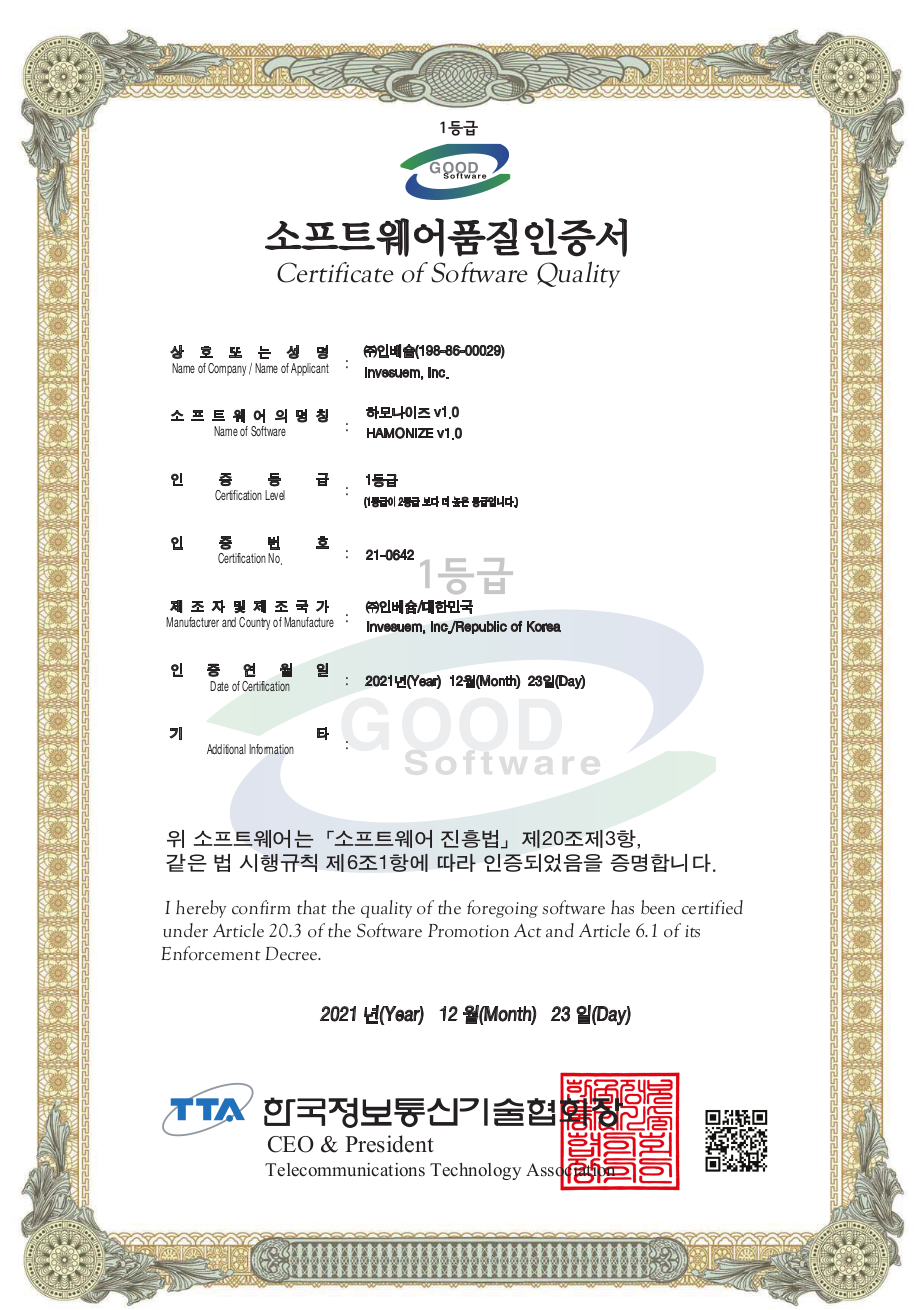 1등급
GOOD
Software
소프트웨어품질인증서
Certificate of Software Quality
상 호 또 는 성 명
Name of Company / Name of Applicant
:
㈜인베슘(198-86-00029)
Invesuem, Inc.
소 프 트 웨 어 의 명 칭
Name of Software
:
하모나이즈 v1.0
HAMONIZE v1.0
인 증 등 급
Certification Level
:
1등급
(1등급이 2등급 보다 더 높은 등급입니다.)
인 증 번 호
Certification No.
:
21-0642
1등급
제 조 자 및 제 조 국 가
Manufacturer and Country of Manufacture
:
㈜인베슘/대한민국
Invesuem, Inc./Republic of Korea
인 증 연 월 일
Date of Certification
:
2021년(Year) 12월(Month) 23일(Day)
GOOD
Software
기 타
Additional Information
:
위 소프트웨어는「소프트웨어 진흥법」제20조제3항,
같은 법 시행규칙 제6조1항에 따라 인증되었음을 증명합니다.
I hereby confirm that the quality of the foregoing software has been certified
under Article 20.3 of the Software Promotion Act and Article 6.1 of its
Enforcement Decree.
2021 년(Year) 12 월(Month) 23 일(Day)
TTA 한국정보통신기술협회장
CEO & President
Telecommunications Technology Association